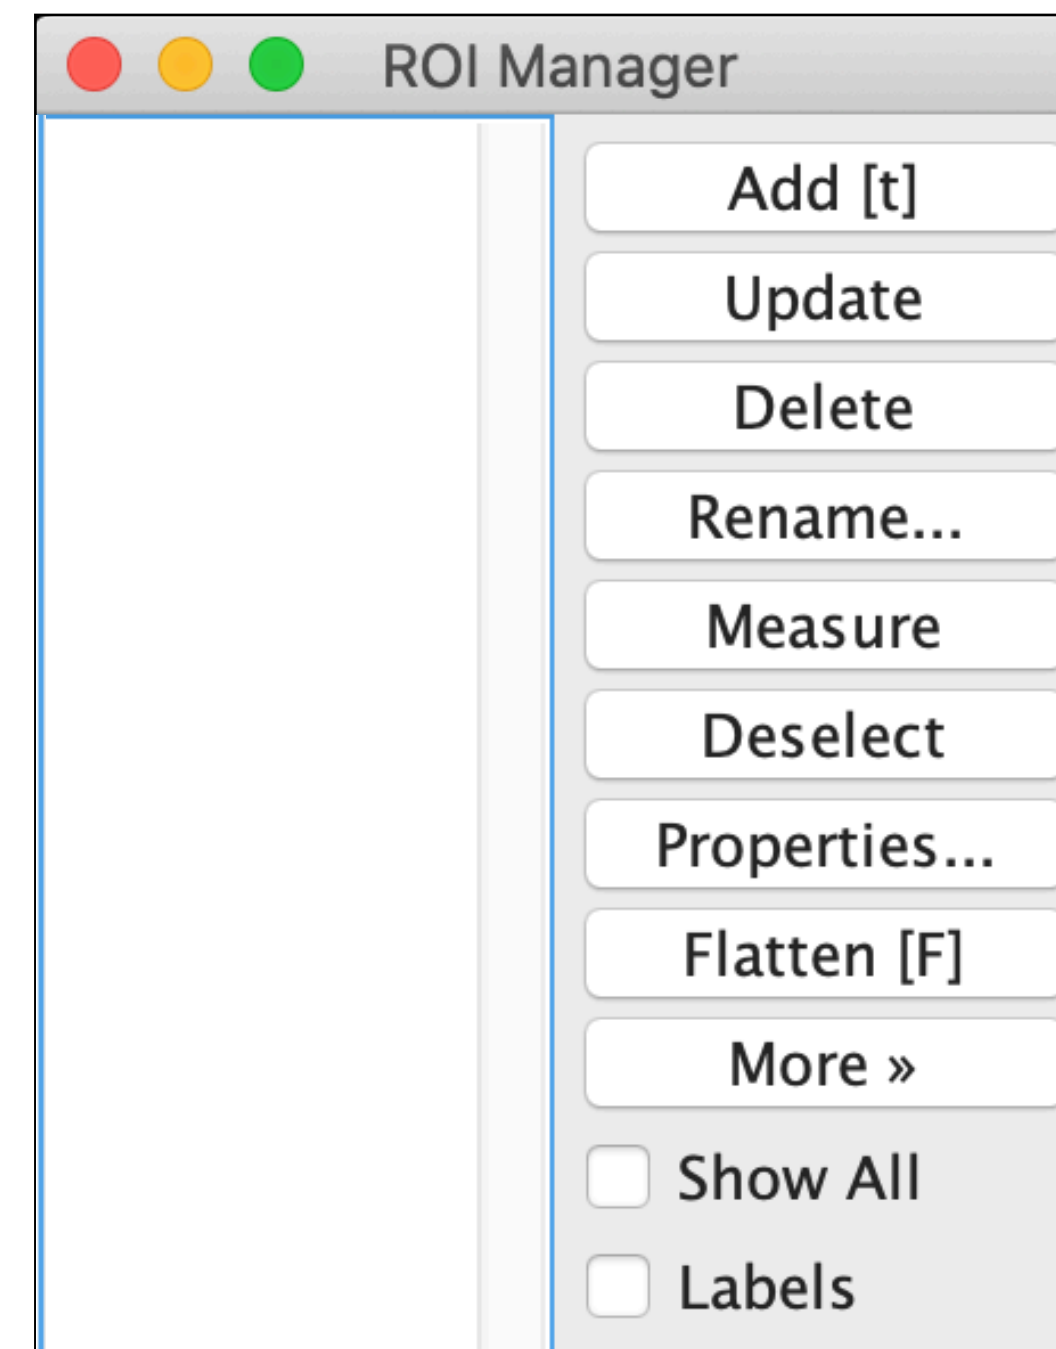 ROI Manager
Add [t]
Update
Delete
Rename...
Measure
Deselect
Properties...
Flatten [F]
More »
Show All
Labels